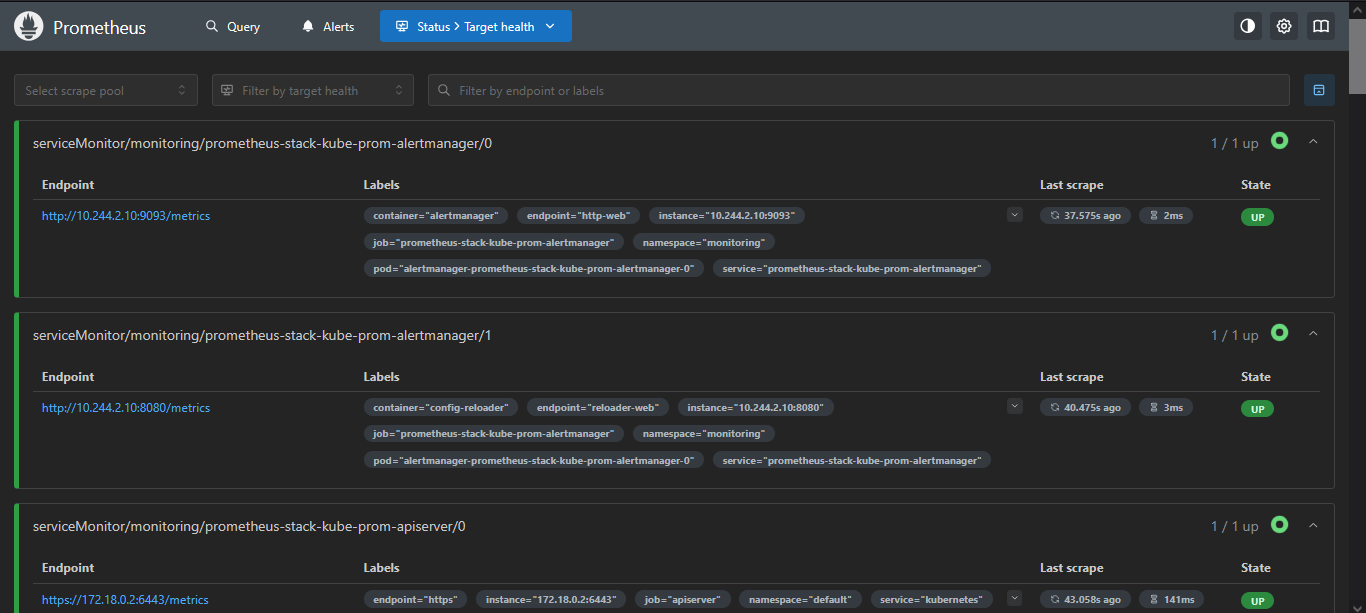 Prometheus Query Alerts Status > Target health
Select scrape pool Filter by target health Filter by endpoint or labels
serviceMonitor/monitoring/prometheus-stack-kube-prom-alertmanager/0 1 / 1 up
Endpoint Labels Last scrape State
http://10.244.2.10:9093/metrics container="alertmanager" endpoint="http-web" instance="10.244.2.10:9093" 37.575s ago 2ms UP
job="prometheus-stack-kube-prom-alertmanager" namespace="monitoring"
pod="alertmanager-prometheus-stack-kube-prom-alertmanager-0" service="prometheus-stack-kube-prom-alertmanager"
serviceMonitor/monitoring/prometheus-stack-kube-prom-alertmanager/1 1 / 1 up
Endpoint Labels Last scrape State
http://10.244.2.10:8080/metrics container="config-reloader" endpoint="reloader-web" instance="10.244.2.10:8080" 40.475s ago 3ms UP
job="prometheus-stack-kube-prom-alertmanager" namespace="monitoring"
pod="alertmanager-prometheus-stack-kube-prom-alertmanager-0" service="prometheus-stack-kube-prom-alertmanager"
serviceMonitor/monitoring/prometheus-stack-kube-prom-apiserver/0 1 / 1 up
Endpoint Labels Last scrape State
https://172.18.0.2:6443/metrics endpoint="https" instance="172.18.0.2:6443" job="apiserver" namespace="default" service="kubernetes" 43.058s ago 141ms UP